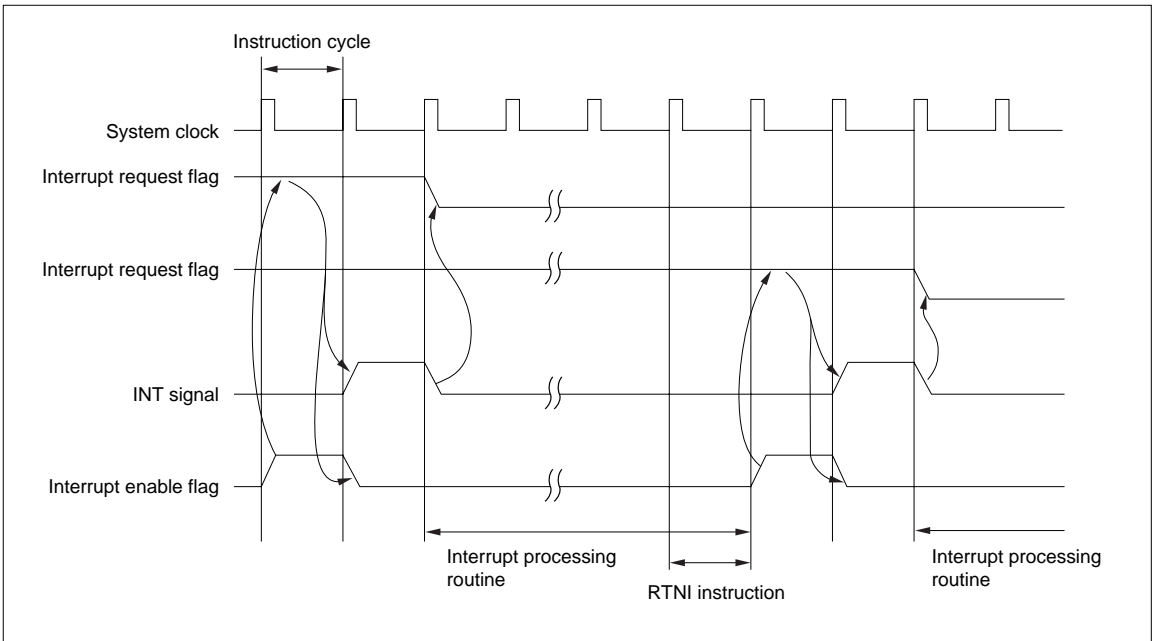 Instruction cycle
System clock
Interrupt request flag
Interrupt request flag
INT signal
Interrupt enable flag
Interrupt processing
routine
RTNI instruction
Interrupt processing
routine